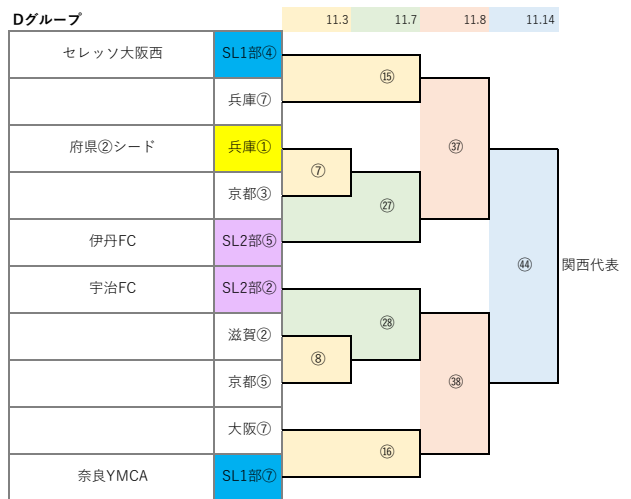 Dグループ 11.3 11.7 11.8 11.14
セレッソ大阪西 SL1部④
⑮
兵庫⑦
府県②シード 兵庫① ㊲
⑦
京都③
㉗
伊丹FC SL2部⑤
㊹ 関西代表
宇治FC SL2部②
㉘
滋賀②
⑧
京都⑤ ㊳
大阪⑦
⑯
奈良YMCA SL1部⑦